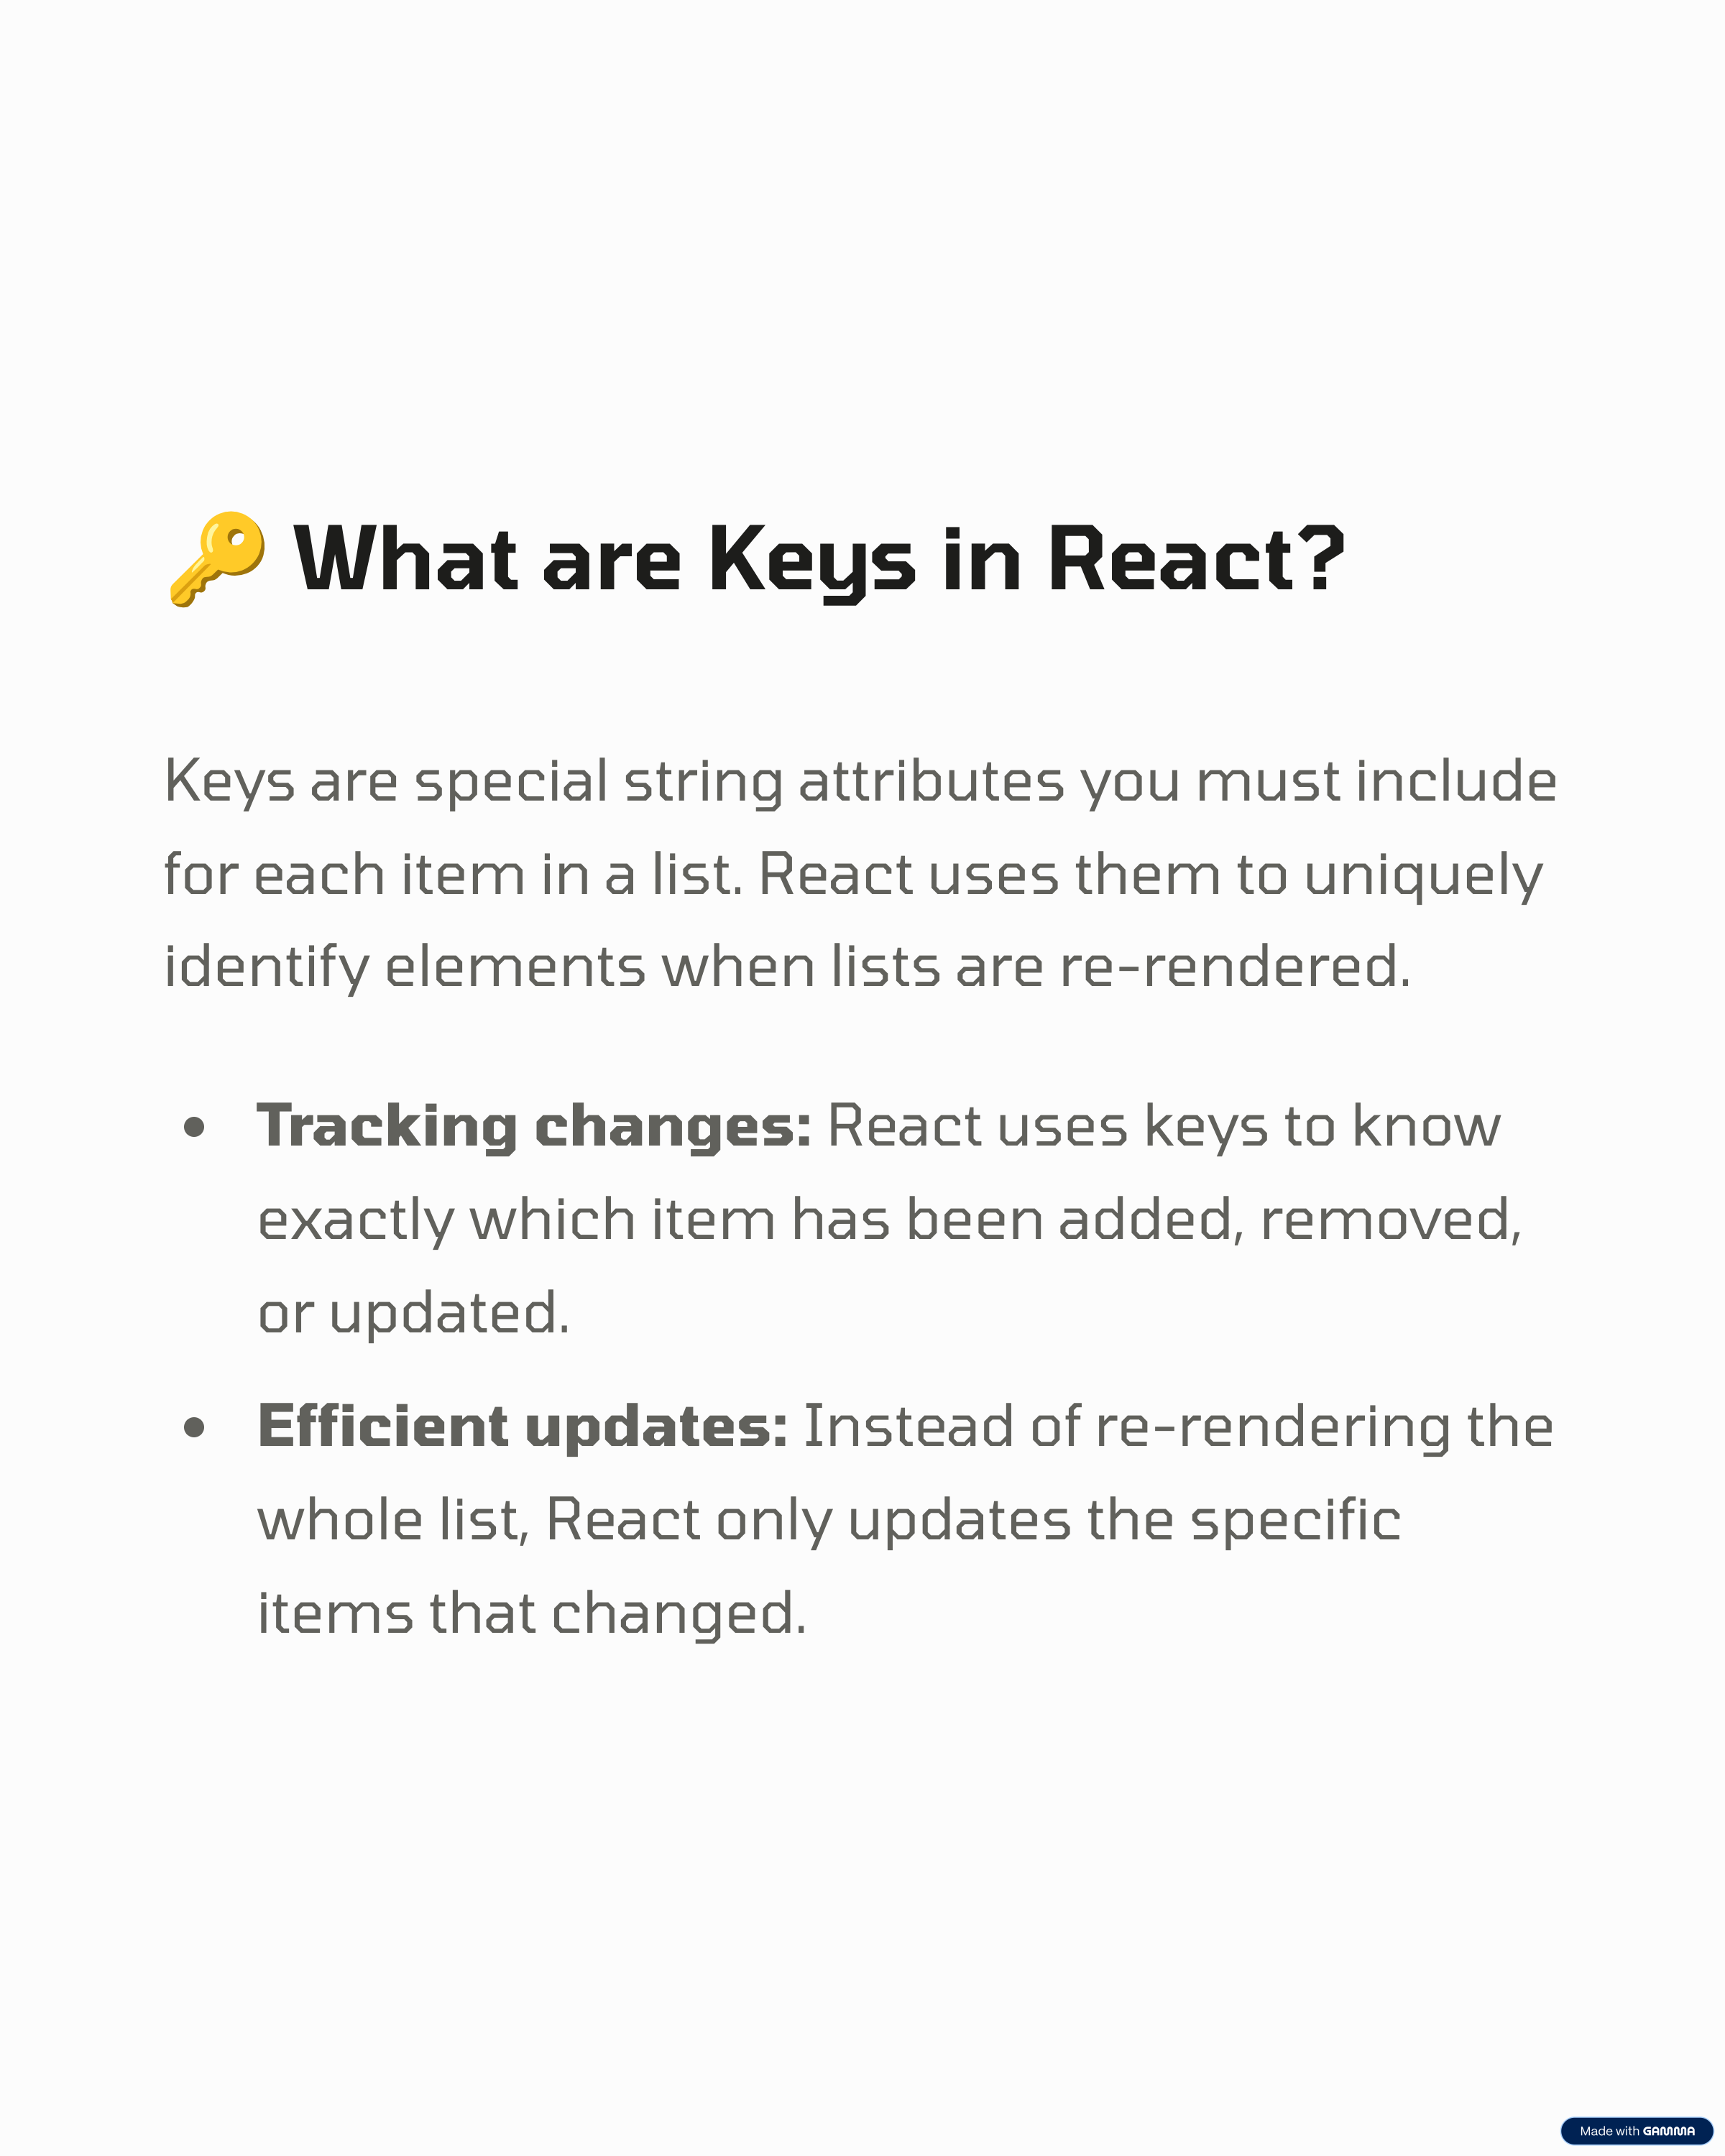 🔑 What are Keys in React?
Keys are special string attributes you must include
for each item in a list. React uses them to uniquely
identify elements when lists are re-rendered.
• Tracking changes: React uses keys to know
exactly which item has been added, removed,
or updated.
• Efficient updates: Instead of re-rendering the
whole list, React only updates the specific
items that changed.
Made with GAMMA